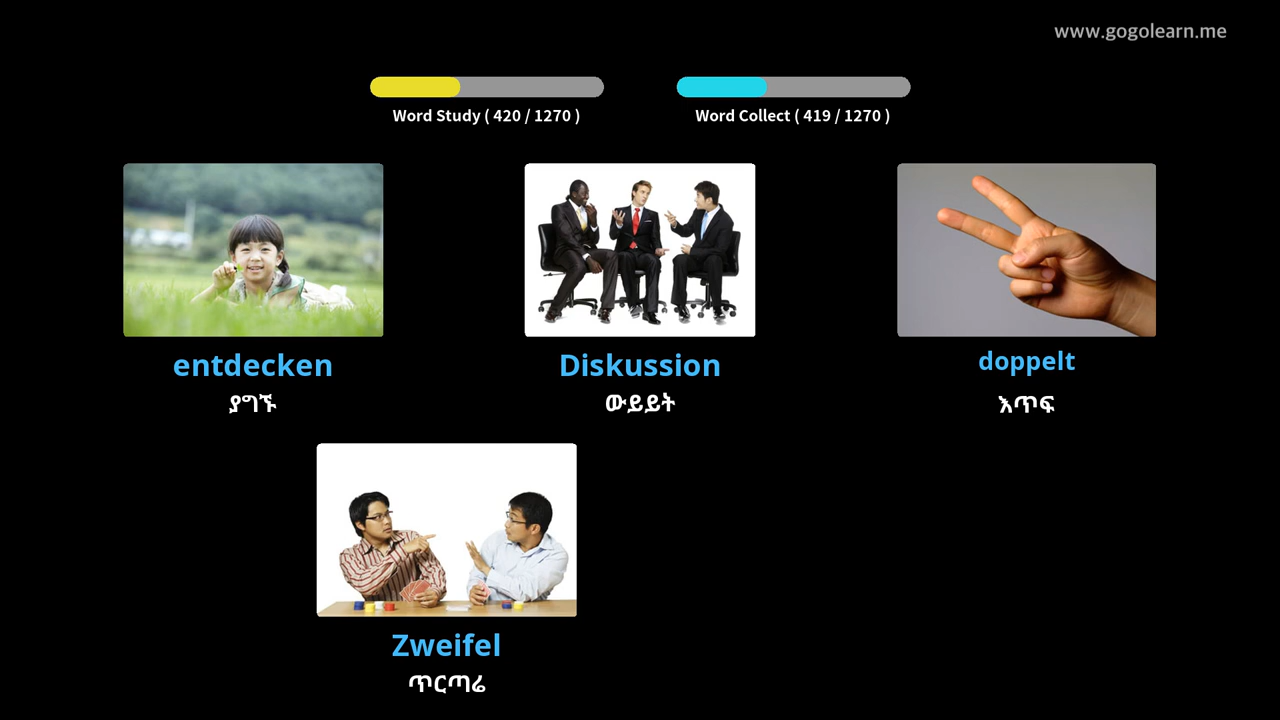 www.gogolearn.me
Word Study ( 420 / 1270 )
Word Collect ( 419 / 1270 )
entdecken
ያግኙ
Diskussion
ውይይት
doppelt
እጥፍ
Zweifel
ጥርጣሬ